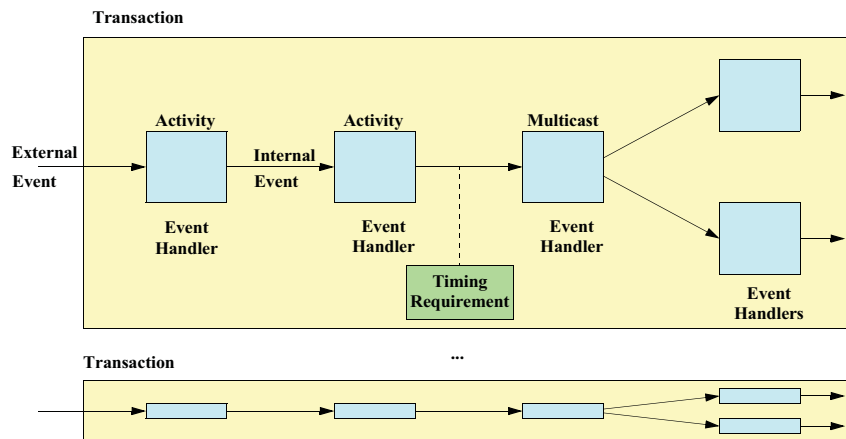 Transaction
Activity
Activity
Multicast
External
Event
Internal
Event
Event
Handler
Event
Handler
Event
Handler
Timing
Requirement
Event
Handlers
Transaction
...